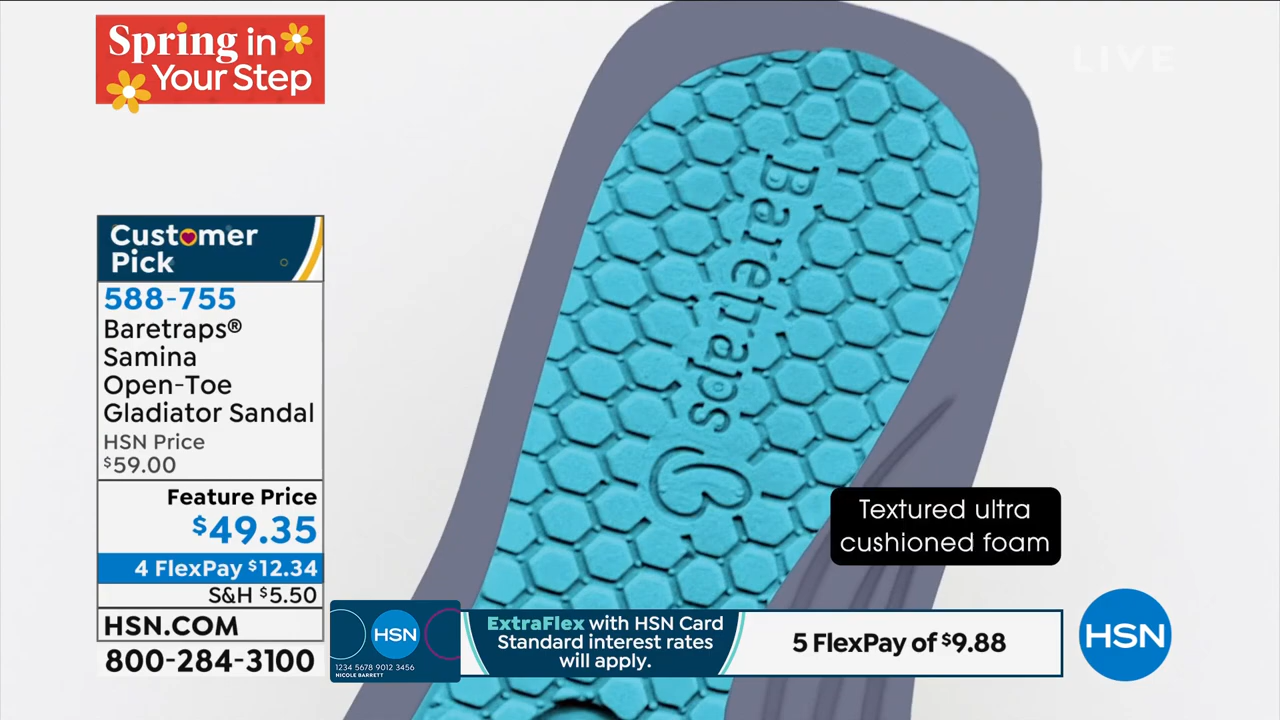 Spring in
Your Step
LIVE
Baretraps
Customer
Pick
588-755
Baretraps®
Samina
Open-Toe
Gladiator Sandal
HSN Price
$59.00
Feature Price
$49.35
4 FlexPay $12.34
S&H $5.50
HSN.COM
800-284-3100
Textured ultra
cushioned foam
HSN
1234 5678 9012 3456
NICOLE BARRETT
ExtraFlex with HSN Card
Standard interest rates
will apply.
5 FlexPay of $9.88
HSN